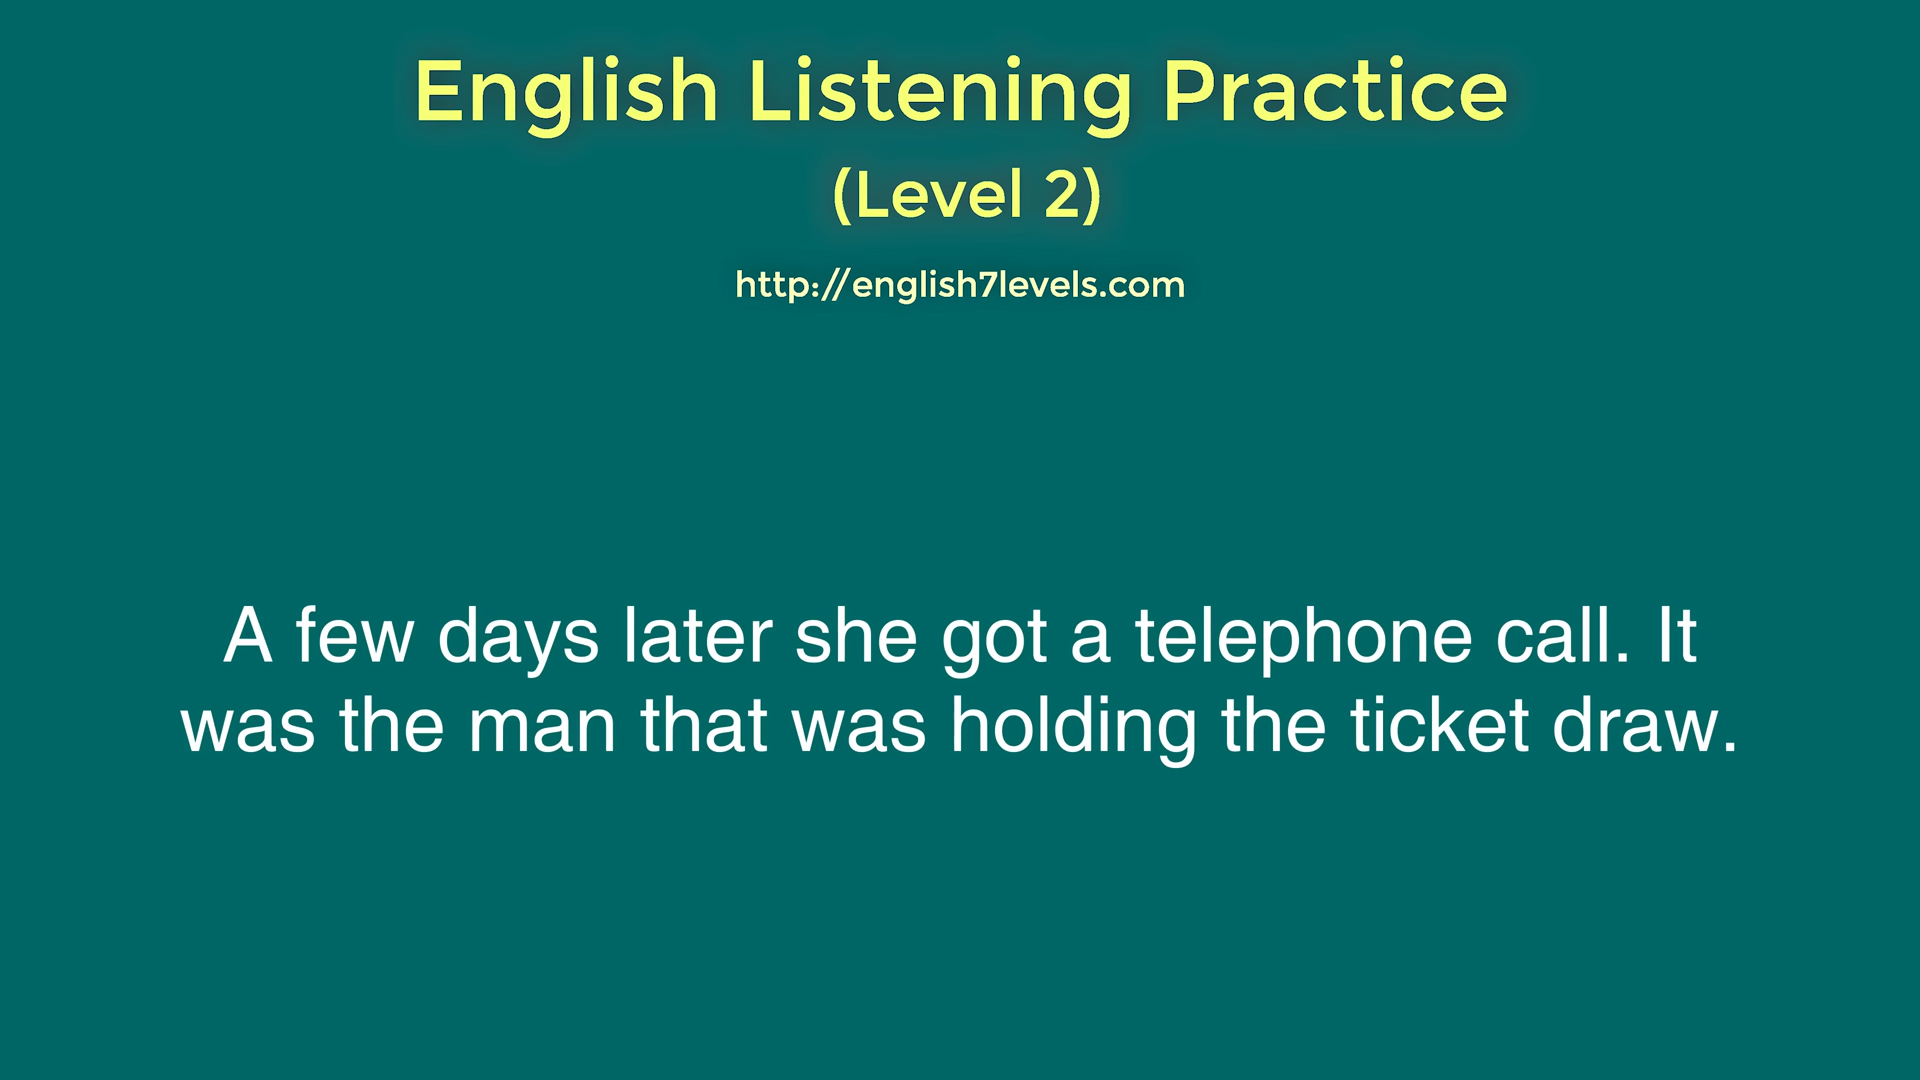 English Listening Practice
(Level 2)
http://english7levels.com
A few days later she got a telephone call. It
was the man that was holding the ticket draw.